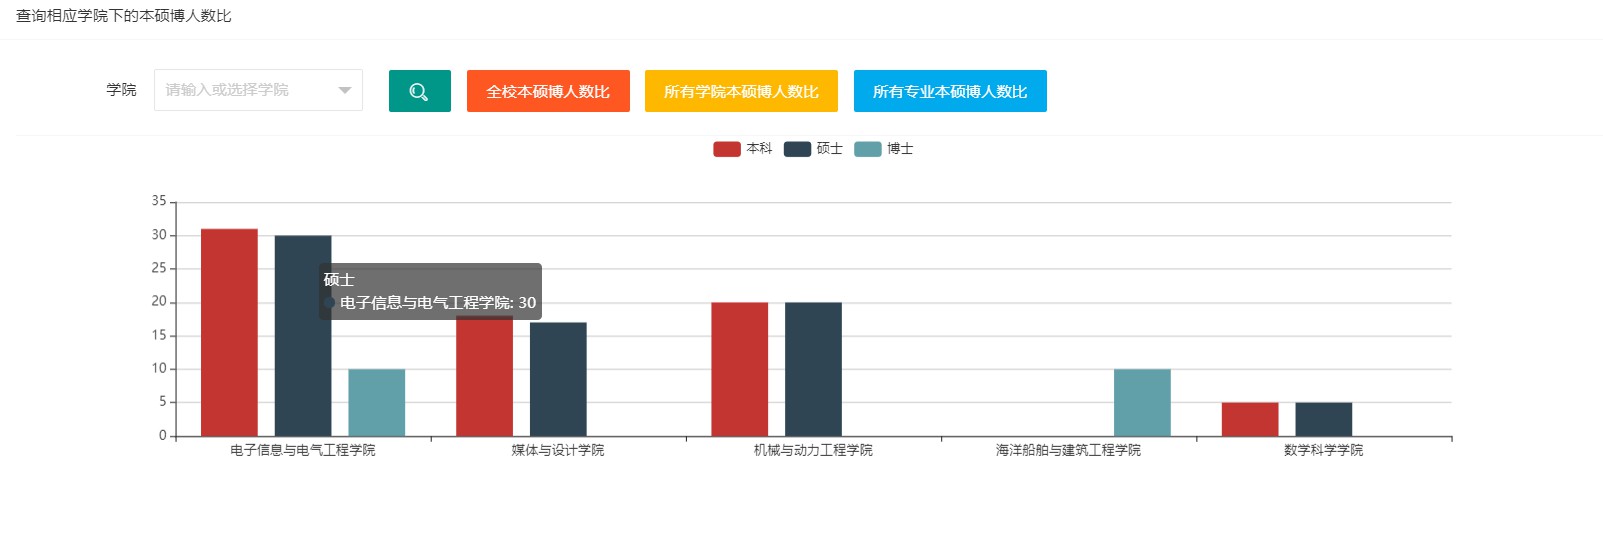 查询相应学院下的本硕博人数比
学院 请输入或选择学院 全校本硕博人数比 所有学院本硕博人数比 所有专业本硕博人数比
本科 硕士 博士
35
30
25
20
15
10
5
0
硕士
电子信息与电气工程学院: 30
电子信息与电气工程学院 媒体与设计学院 机械与动力工程学院 海洋船舶与建筑工程学院 数学科学学院